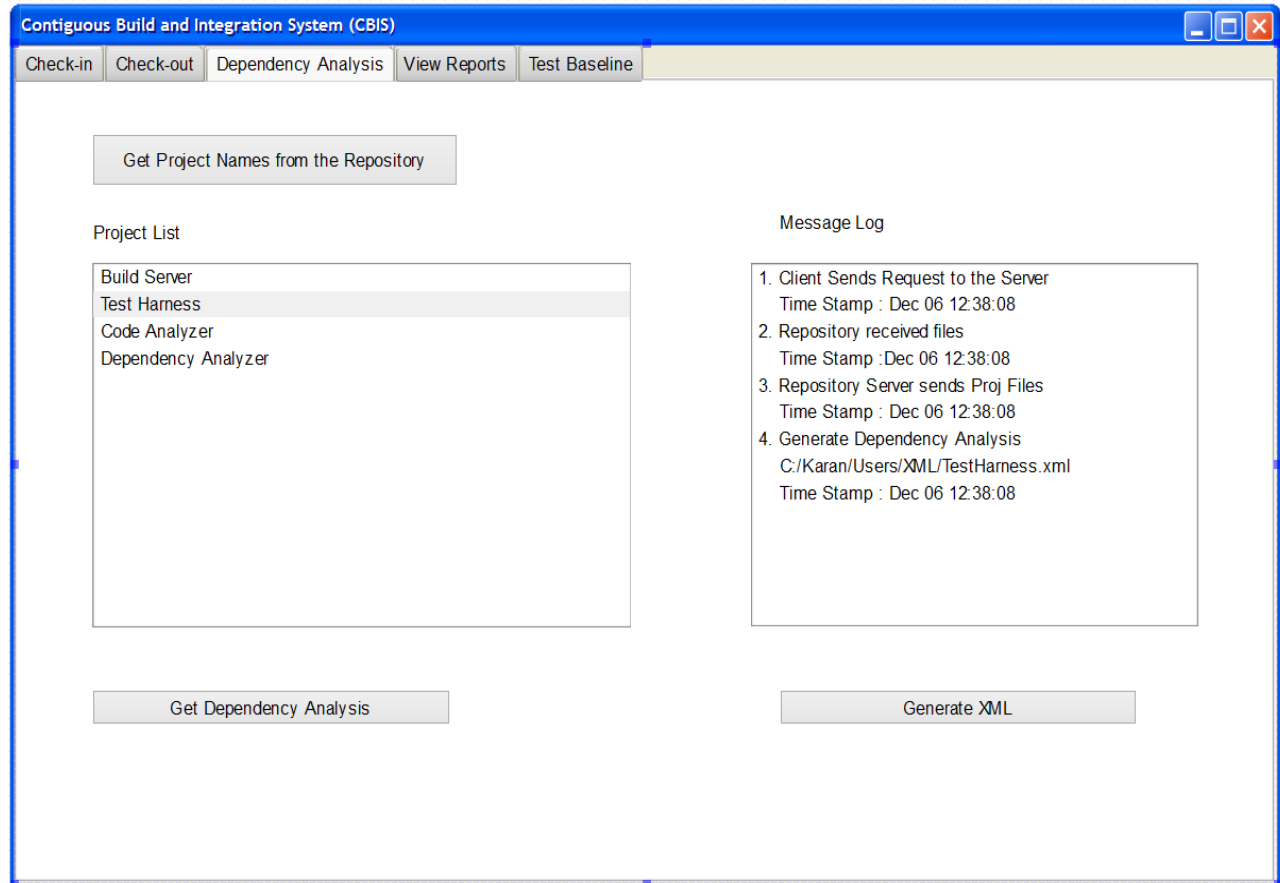 Contiguous Build and Integration System (CBIS)
Check-in Check-out Dependency Analysis View Reports Test Baseline
Get Project Names from the Repository
Project List
Build Server
Test Harness
Code Analyzer
Dependency Analyzer
Get Dependency Analysis
Message Log
1. Client Sends Request to the Server
Time Stamp : Dec 06 12:38:08
2. Repository received files
Time Stamp :Dec 06 12:38:08
3. Repository Server sends Proj Files
Time Stamp : Dec 06 12:38:08
4. Generate Dependency Analysis
C:/Karan/Users/XML/TestHarness.xml
Time Stamp : Dec 06 12:38:08
Generate XML